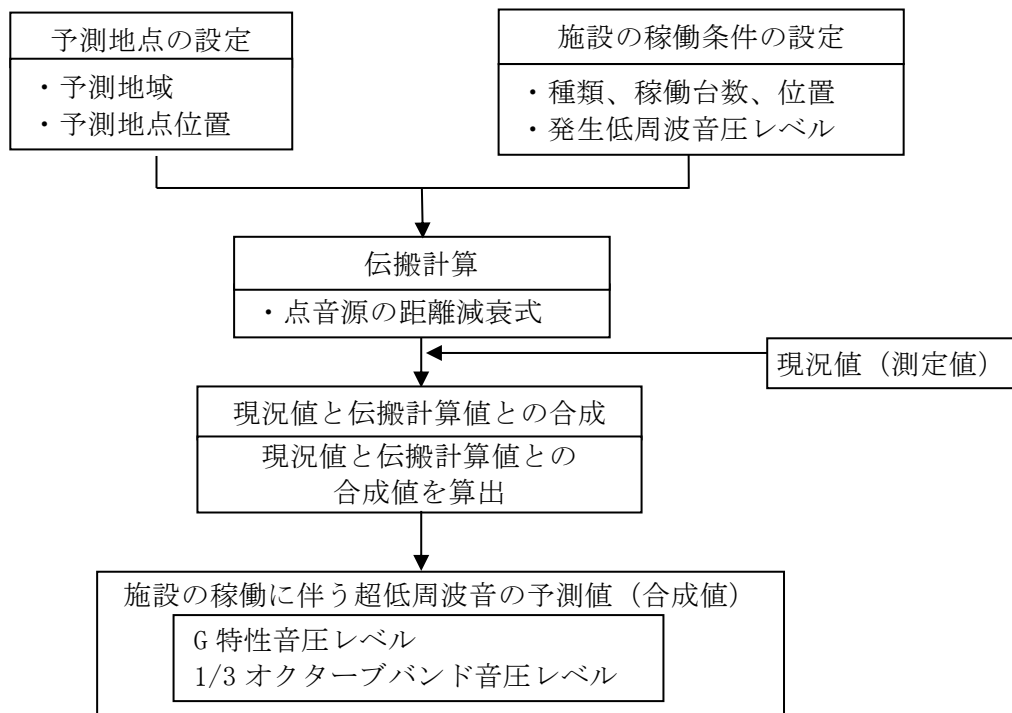 予測地点の設定
・予測地域
・予測地点位置
施設の稼働条件の設定
・種類、稼働台数、位置
・発生低周波音圧レベル
伝搬計算
・点音源の距離減衰式
現況値（測定値）
現況値と伝搬計算値との合成
現況値と伝搬計算値との
合成値を算出
施設の稼働に伴う超低周波音の予測値（合成値）
G 特性音圧レベル
1/3 オクターブバンド音圧レベル